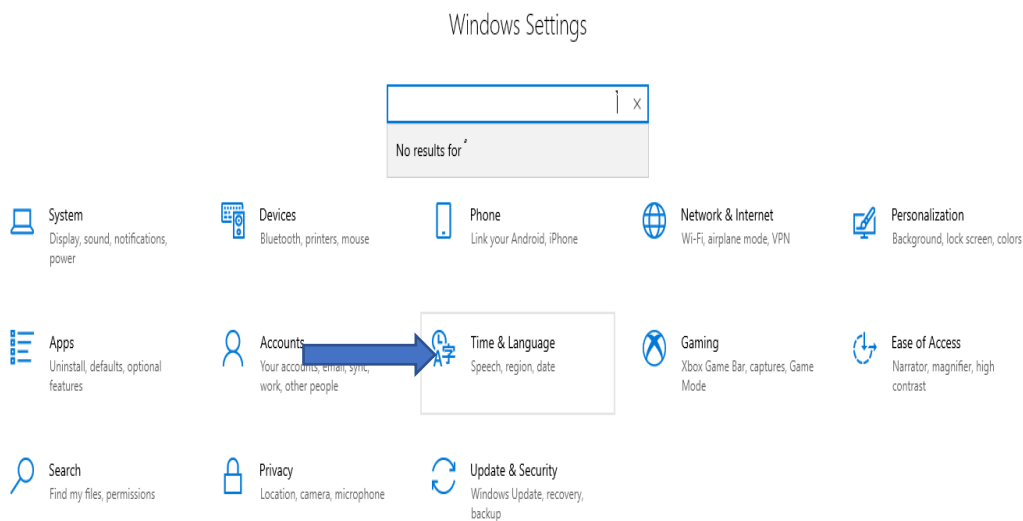 Windows Settings
No results for
System
Display, sound, notifications,
power
Devices
Bluetooth, printers, mouse
Phone
Link your Android, iPhone
Network & Internet
Wi-Fi, airplane mode, VPN
Personalization
Background, lock screen, colors
Apps
Uninstall, defaults, optional
features
Accounts
Your accounts, email, sync,
work, other people
Time & Language
Speech, region, date
Gaming
Xbox Game Bar, captures, Game
Mode
Ease of Access
Narrator, magnifier, high
contrast
Search
Find my files, permissions
Privacy
Location, camera, microphone
Update & Security
Windows Update, recovery,
backup